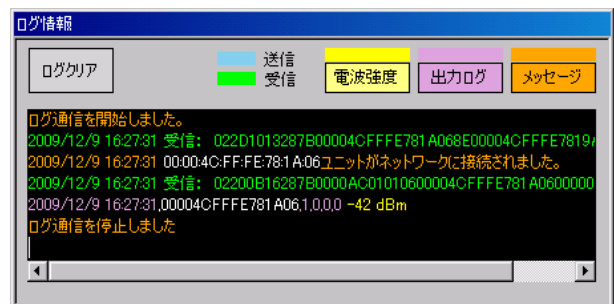 ログ情報
ログクリア
送信
受信
電波強度
出力ログ
メッセージ
ログ通信を開始しました。
2009/12/9 16:27:31 受信: 022D1013287B00004CFFFE781A068E00004CFFFE7819
2009/12/9 16:27:31 00:00:4C:FF:FE:78:1A:06ユニットがネットワークに接続されました。
2009/12/9 16:27:31 受信: 02200B16287B0000AC01010600004CFFFE781A0600000
2009/12/9 16:27:31,00004CFFFE781A06,1,0,0,0 -42 dBm
ログ通信を停止しました